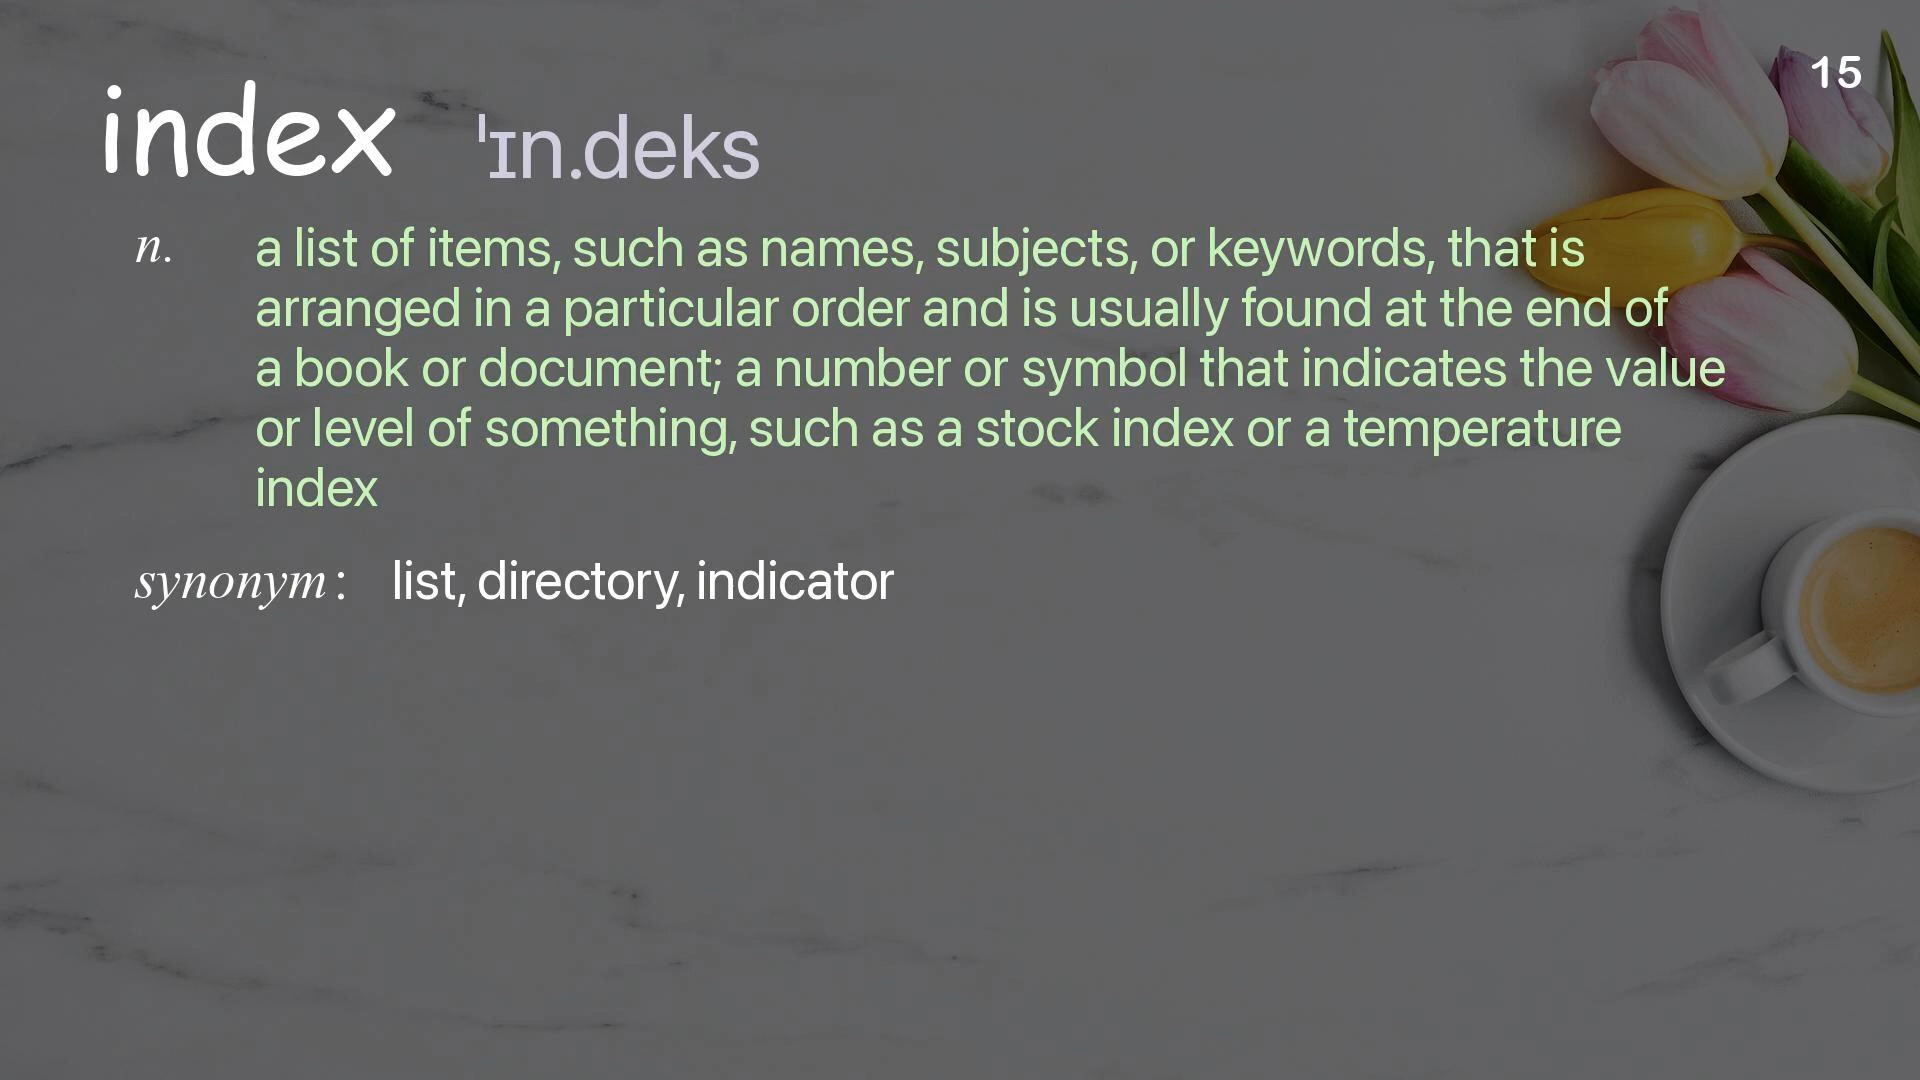 15
index ˈɪn.deks
n. a list of items, such as names, subjects, or keywords, that is
arranged in a particular order and is usually found at the end of
a book or document; a number or symbol that indicates the value
or level of something, such as a stock index or a temperature
index
synonym: list, directory, indicator